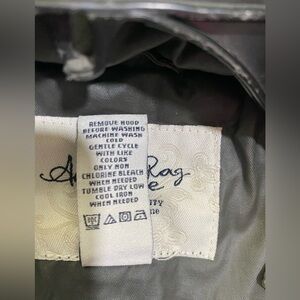 REMOVE HOOD
BEFORE WASHING
MACHINE WASH
COLD
GENTLE CYCLE
WITH LIKE
COLORS
ONLY NON
CHLORINE BLEACH
WHEN NEEDED
TUMBLE DRY LOW
COOL IRON
WHEN NEEDED
Rag